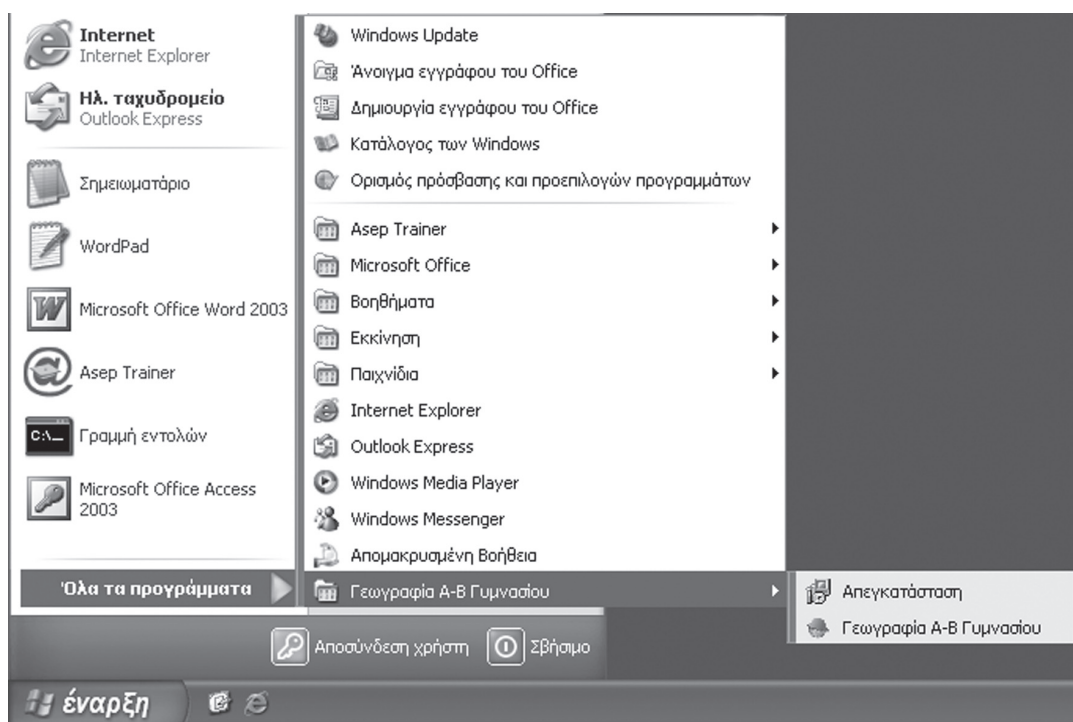 Internet
Internet Explorer
Ηλ. ταχυδρομείο
Outlook Express
Σημειωματάριο
WordPad
Microsoft Office Word 2003
Asep Trainer
C:\_
Γραμμή εντολών
Microsoft Office Access
2003
Όλα τα προγράμματα
Windows Update
Άνοιγμα εγγράφου του Office
Δημιουργία εγγράφου του Office
Κατάλογος των Windows
Ορισμός πρόσβασης και προεπιλογών προγραμμάτων
Asep Trainer
Microsoft Office
Βοηθήματα
Εκκίνηση
Παιχνίδια
Internet Explorer
Outlook Express
Windows Media Player
Windows Messenger
Απομακρυσμένη Βοήθεια
Γεωγραφία Α-Β Γυμνασίου
Απεγκατάσταση
Γεωγραφία Α-Β Γυμνασίου
Αποσύνδεση χρήστη
Σβήσιμο
έναρξη